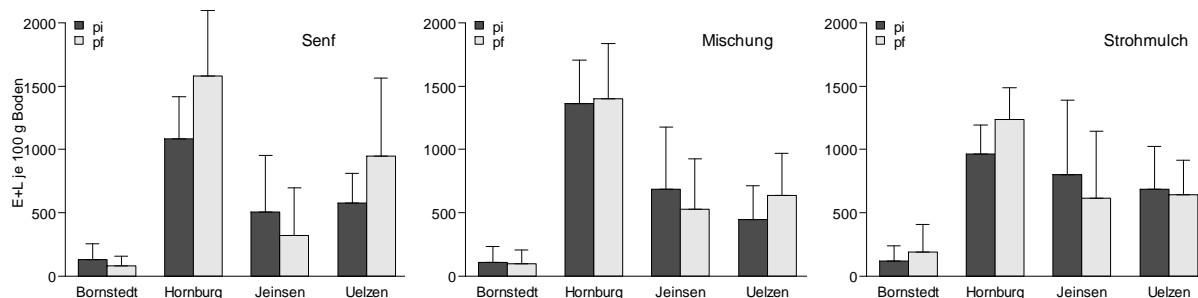 E+L je 100 g Boden
2000
1500
1000
500
0
pi
pf
Senf
Bornstedt Hornburg Jeinsen Uelzen
2000
1500
1000
500
0
pi
pf
Mischung
Bornstedt Hornburg Jeinsen Uelzen
2000
1500
1000
500
0
pi
pf
Strohmulch
Bornstedt Hornburg Jeinsen Uelzen